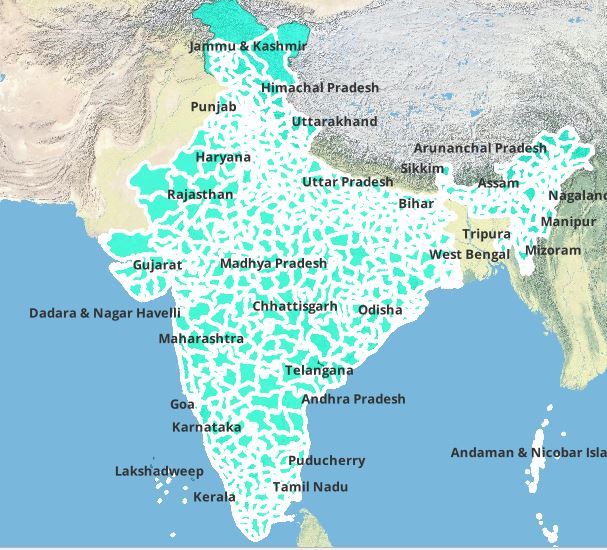 Jammu & Kashmir
Himachal Pradesh
Punjab
Uttarakhand
Arunanchal Pradesh
Haryana
Sikkim
Uttar Pradesh
Assam
Rajasthan
Nagaland
Bihar
Manipur
Tripura
Mizoram
West Bengal
Gujarat
Madhya Pradesh
Chhattisgarh
Odisha
Dadara & Nagar Havelli
Maharashtra
Telangana
Andhra Pradesh
Goa
Karnataka
Andaman & Nicobar Isla
Puducherry
Lakshadweep
Tamil Nadu
Kerala